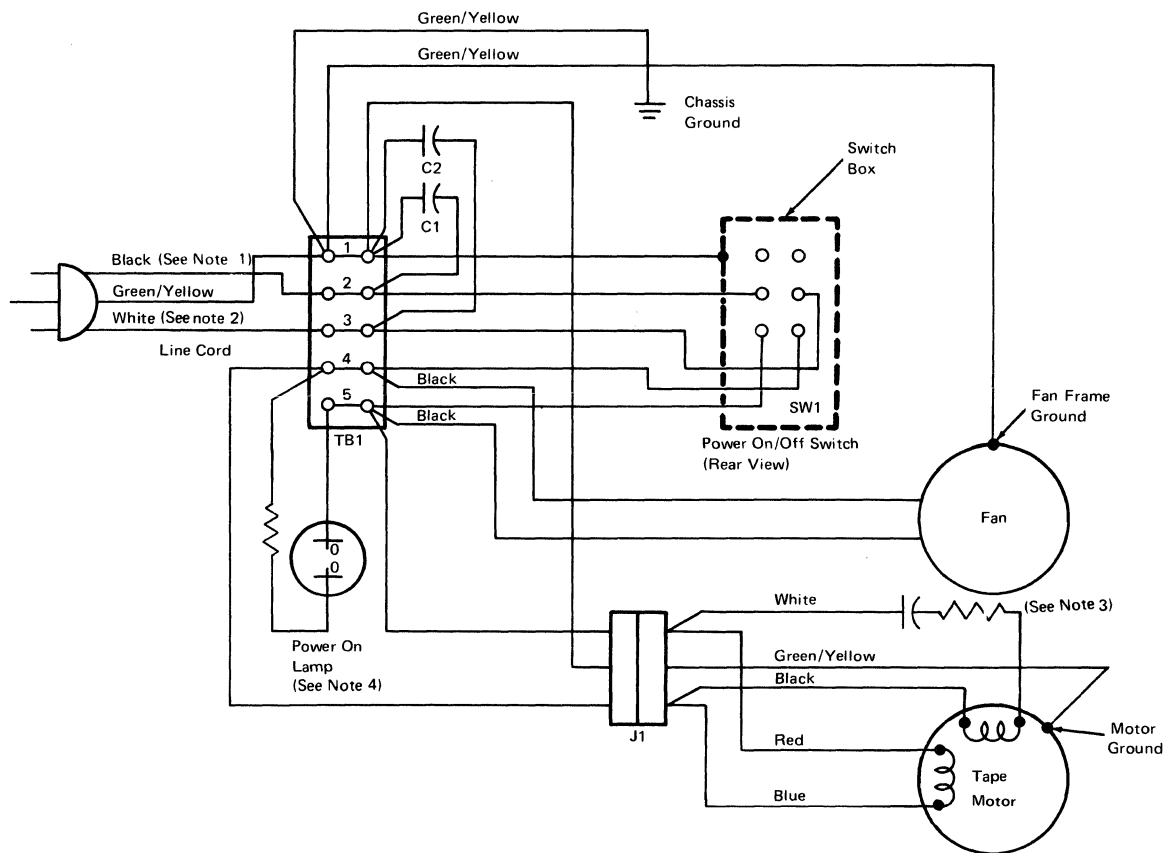 Green/Yellow
Green/Yellow
Chassis
Ground
Switch
Box
C2
C1
1
Black (See Note 1)
2
Green/Yellow
White (See note 2)
3
Line Cord
4
Black
5
Black
SW1
TB1
Power On/Off Switch
(Rear View)
Fan Frame
Ground
Fan
0
0
White
(See Note 3)
Power On
Lamp
(See Note 4)
Green/Yellow
Black
J1
Motor
Ground
Red
Tape
Motor
Blue